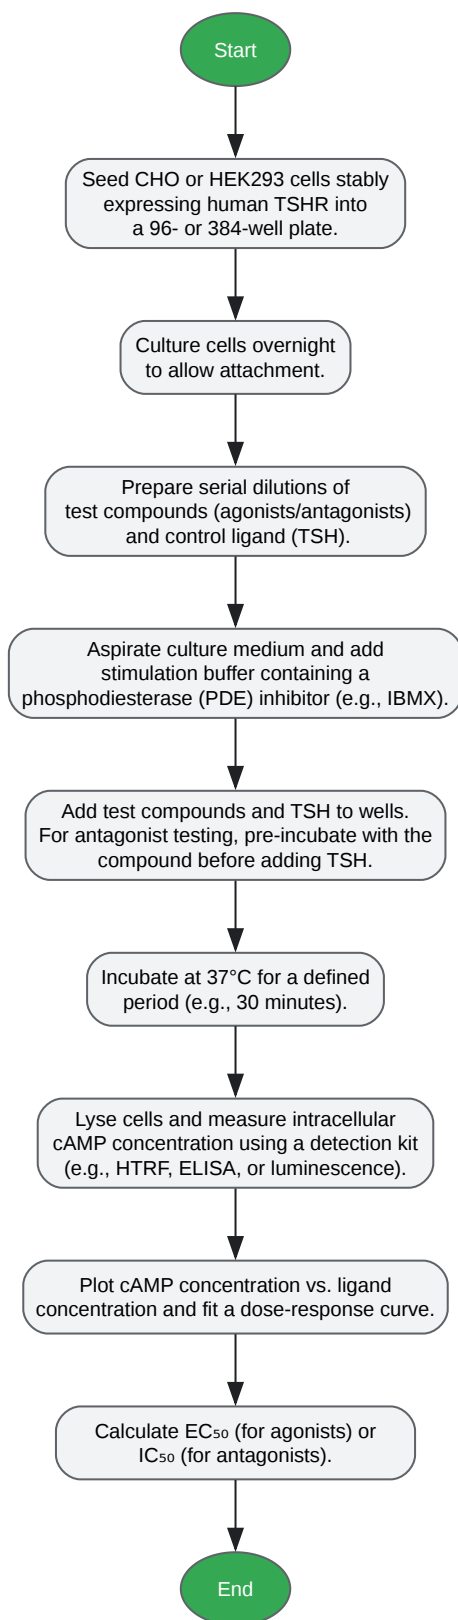 Start
Seed CHO or HEK293 cells stably
expressing human TSHR into
a 96- or 384-well plate.
Culture cells overnight
to allow attachment.
Prepare serial dilutions of
test compounds (agonists/antagonists)
and control ligand (TSH).
Aspirate culture medium and add
stimulation buffer containing a
phosphodiesterase (PDE) inhibitor (e.g., IBMX).
Add test compounds and TSH to wells.
For antagonist testing, pre-incubate with the
compound before adding TSH.
Incubate at 37°C for a defined
period (e.g., 30 minutes).
Lyse cells and measure intracellular
cAMP concentration using a detection kit
(e.g., HTRF, ELISA, or luminescence).
Plot cAMP concentration vs. ligand
concentration and fit a dose-response curve.
Calculate EC₅₀ (for agonists) or
IC₅₀ (for antagonists).
End